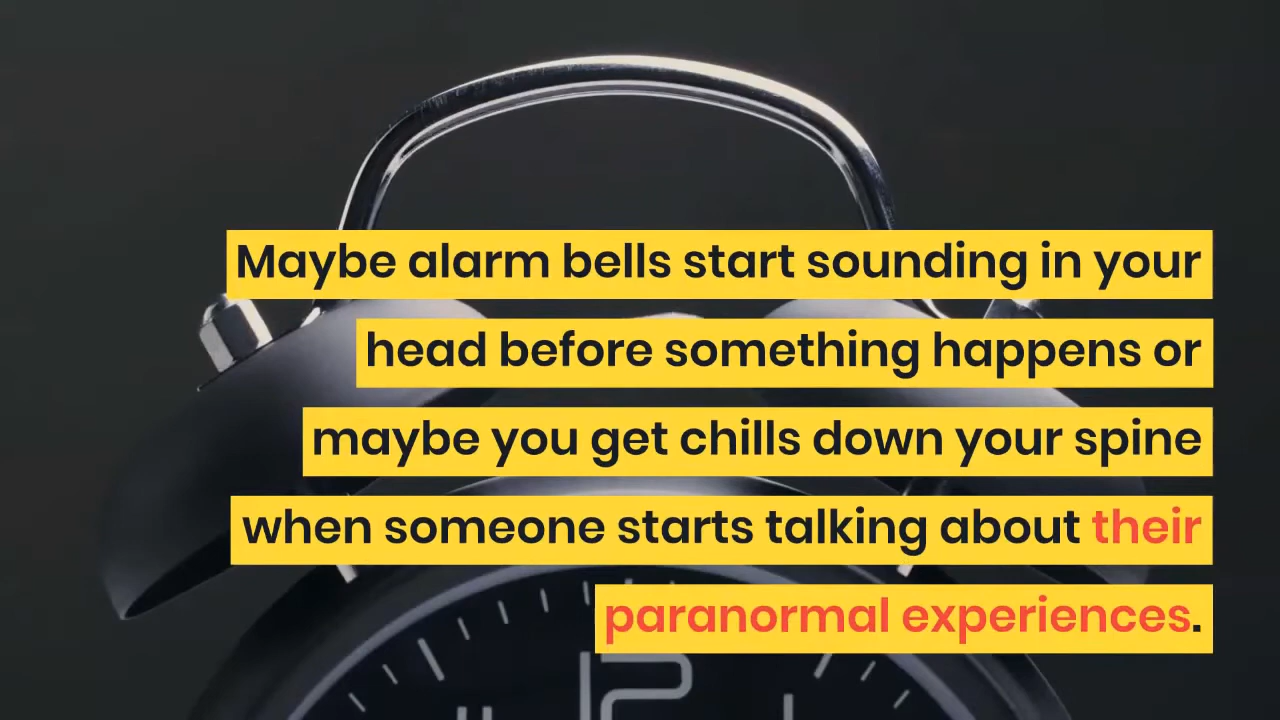 Maybe alarm bells start sounding in your
head before something happens or
maybe you get chills down your spine
when someone starts talking about their
paranormal experiences.
12